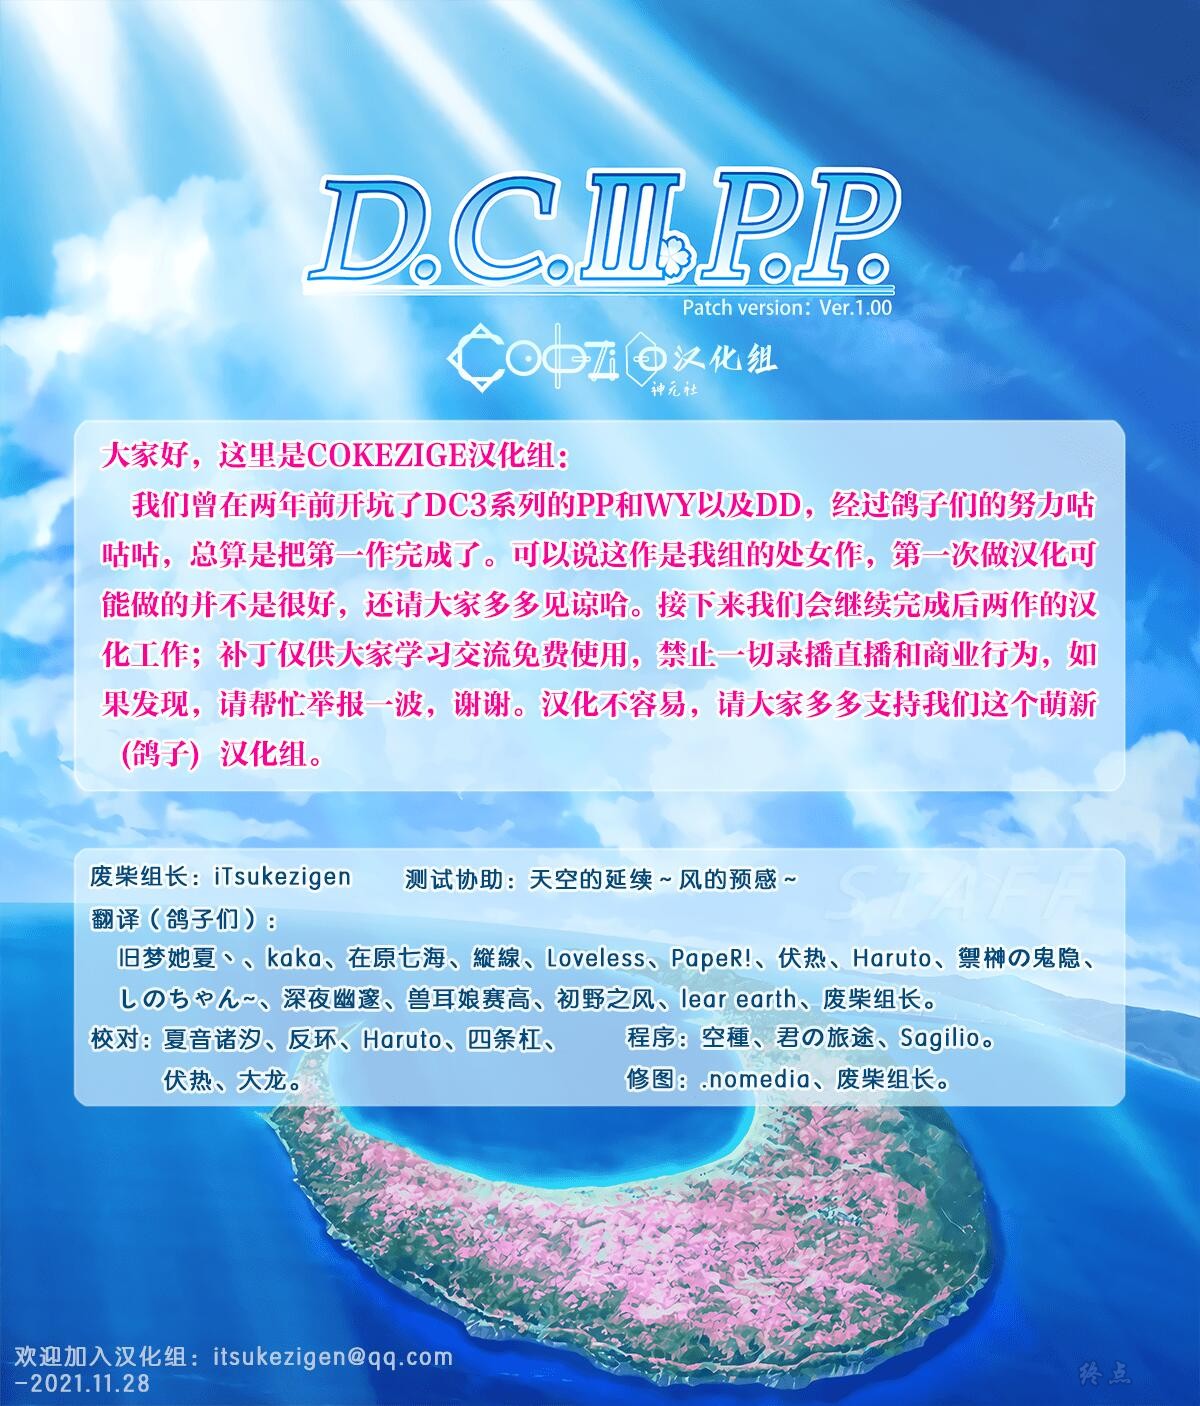 D.C.III P.P.
Patch version：Ver.1.00
汉化组
神元社
大家好，这里是COKEZIGE汉化组：
我们曾在两年前开坑了DC3系列的PP和WY以及DD，经过鸽子们的努力咕
咕咕，总算是把第一作完成了。可以说这作是我组的处女作，第一次做汉化可
能做的并不是很好，还请大家多多见谅哈。接下来我们会继续完成后两作的汉
化工作；补丁仅供大家学习交流免费使用，禁止一切录播直播和商业行为，如
果发现，请帮忙举报一波，谢谢。汉化不容易，请大家多多支持我们这个萌新
(鸽子) 汉化组。
STAFF
废柴组长：iTsukezigen 测试协助：天空的延续～风的预感～
翻译（鸽子们）：
旧梦她夏丶、kaka、在原七海、縦線、Loveless、PapeR!、伏热、Haruto、禦榊の鬼隐、
しのちゃん~、深夜幽邃、兽耳娘赛高、初野之风、lear earth、废柴组长。
校对：夏音诸汐、反环、Haruto、四条杠、
伏热、大龙。
程序：空種、君の旅途、Sagilio。
修图：.nomedia、废柴组长。
欢迎加入汉化组：itsukezigen@qq.com
-2021.11.28
终点